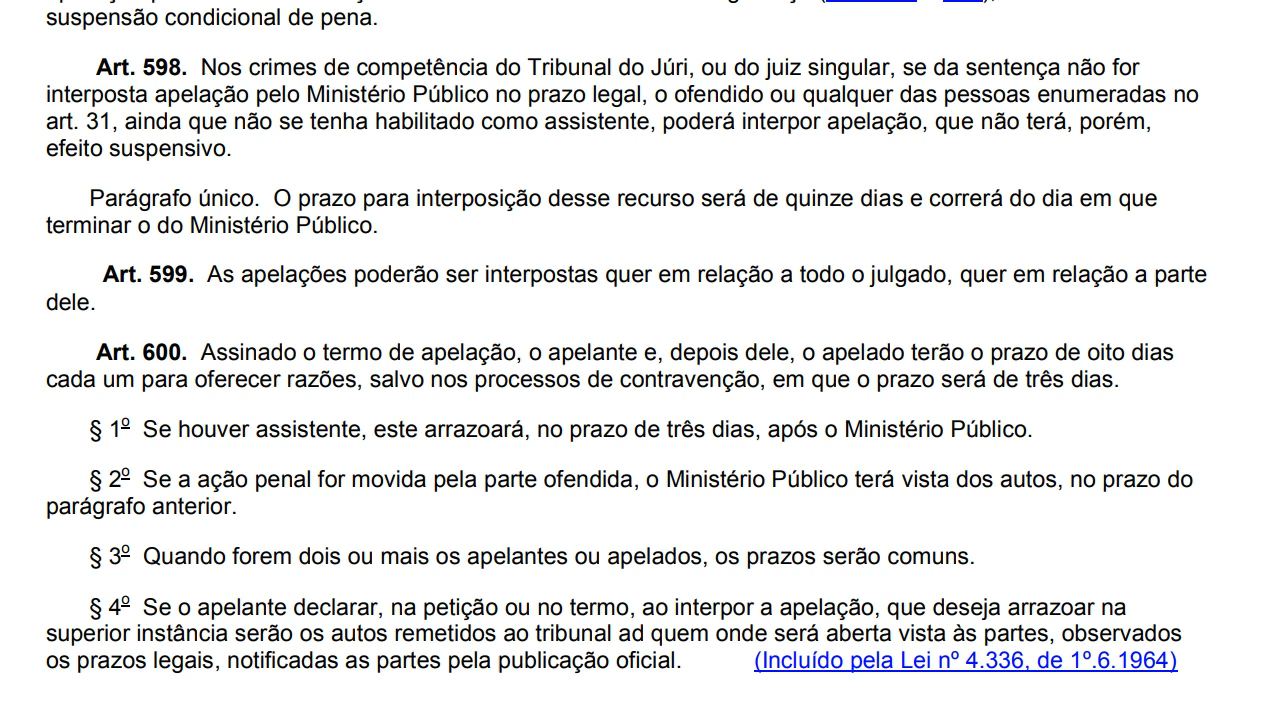 suspensão condicional de pena.
Art. 598. Nos crimes de competência do Tribunal do Júri, ou do juiz singular, se da sentença não for
interposta apelação pelo Ministério Público no prazo legal, o ofendido ou qualquer das pessoas enumeradas no
art. 31, ainda que não se tenha habilitado como assistente, poderá interpor apelação, que não terá, porém,
efeito suspensivo.
Parágrafo único. O prazo para interposição desse recurso será de quinze dias e correrá do dia em que
terminar o do Ministério Público.
Art. 599. As apelações poderão ser interpostas quer em relação a todo o julgado, quer em relação a parte
dele.
Art. 600. Assinado o termo de apelação, o apelante e, depois dele, o apelado terão o prazo de oito dias
cada um para oferecer razões, salvo nos processos de contravenção, em que o prazo será de três dias.
§ 1º Se houver assistente, este arrazoará, no prazo de três dias, após o Ministério Público.
§ 2º Se a ação penal for movida pela parte ofendida, o Ministério Público terá vista dos autos, no prazo do
parágrafo anterior.
§ 3º Quando forem dois ou mais os apelantes ou apelados, os prazos serão comuns.
§ 4º Se o apelante declarar, na petição ou no termo, ao interpor a apelação, que deseja arrazoar na
superior instância serão os autos remetidos ao tribunal ad quem onde será aberta vista às partes, observados
os prazos legais, notificadas as partes pela publicação oficial. (Incluído pela Lei nº 4.336, de 1º.6.1964)